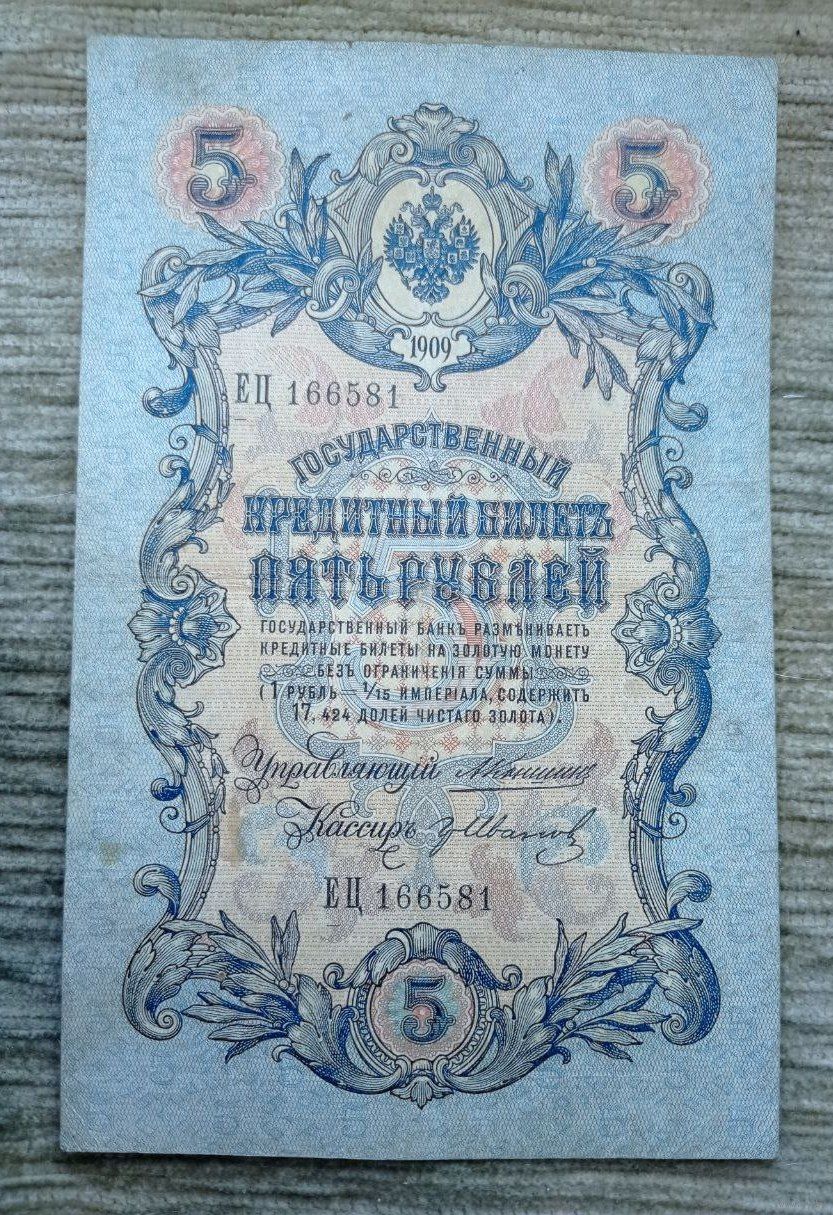 5 5
1909
ЕЦ 166581
ГОСУДАРСТВЕННЫЙ
КРЕДИТНЫЙ БИЛЕТЪ
ПЯТЬ РУБЛЕЙ
ГОСУДАРСТВЕННЫЙ БАНКЪ РАЗМѢНИВАЕТЪ
КРЕДИТНЫЕ БИЛЕТЫ НА ЗОЛОТУЮ МОНЕТУ
БЕЗЪ ОГРАНИЧЕНІЯ СУММЫ
(1 РУБЛЬ — 1/15 ИМПЕРІАЛА, СОДЕРЖИТЪ
17,424 ДОЛЕЙ ЧИСТАГО ЗОЛОТА).
Управляющій
Кассиръ Иванов
ЕЦ 166581
5